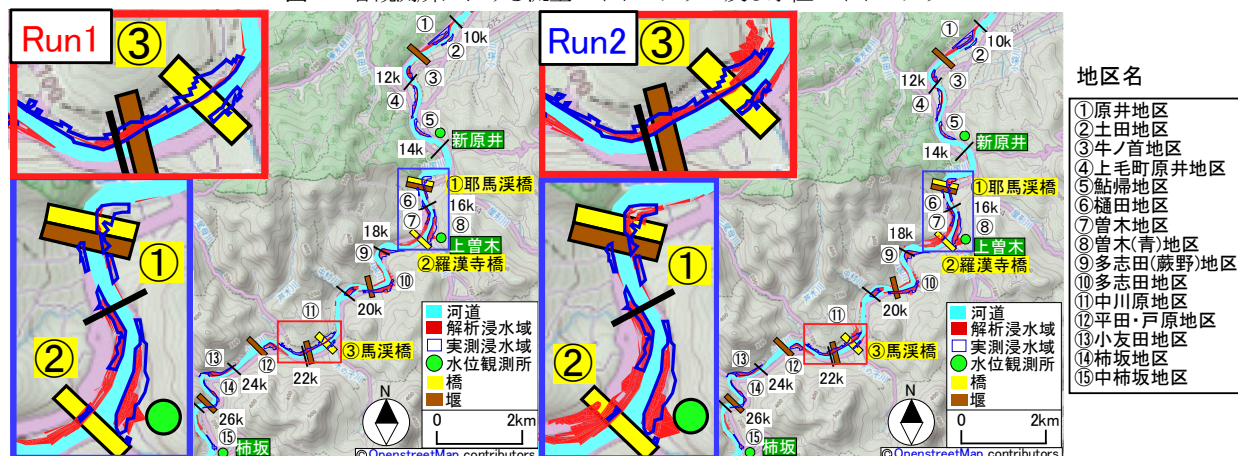 Run1
③
①
②
①
②
10k
12k
③
④
⑤
新原井
14k
①耶馬渓橋
⑥
16k
⑦
⑧
18k
上曽木
⑨
②羅漢寺橋
⑩
20k
⑪
③馬渓橋
⑫
22k
⑬
24k
⑭
26k
⑮
柿坂
河道
解析浸水域
実測浸水域
水位観測所
橋
堰
N
0 2km
©OpenstreetMap contributors
Run2
③
①
②
①
②
10k
12k
③
④
⑤
新原井
14k
①耶馬渓橋
⑥
16k
⑦
⑧
18k
上曽木
⑨
②羅漢寺橋
⑩
20k
⑪
③馬渓橋
⑫
22k
⑬
24k
⑭
26k
⑮
柿坂
河道
解析浸水域
実測浸水域
水位観測所
橋
堰
N
0 2km
©OpenstreetMap contributors
地区名
①原井地区
②土田地区
③牛ノ首地区
④上毛町原井地区
⑤鮎帰地区
⑥樋田地区
⑦曽木地区
⑧曽木(青)地区
⑨多志田(蕨野)地区
⑩多志田地区
⑪中川原地区
⑫平田・戸原地区
⑬小友田地区
⑭柿坂地区
⑮中柿坂地区